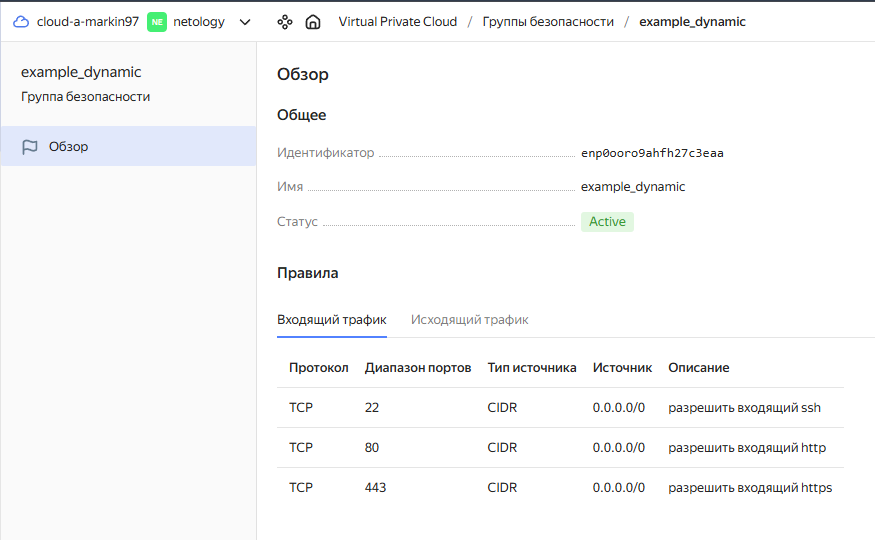 cloud-a-markin97 NE netology Virtual Private Cloud / Группы безопасности / example_dynamic
example_dynamic
Группа безопасности
Обзор
Обзор
Общее
Идентификатор enp0ooro9ahfh27c3eaa
Имя example_dynamic
Статус Active
Правила
Входящий трафик Исходящий трафик
Протокол Диапазон портов Тип источника Источник Описание
TCP 22 CIDR 0.0.0.0/0 разрешить входящий ssh
TCP 80 CIDR 0.0.0.0/0 разрешить входящий http
TCP 443 CIDR 0.0.0.0/0 разрешить входящий https